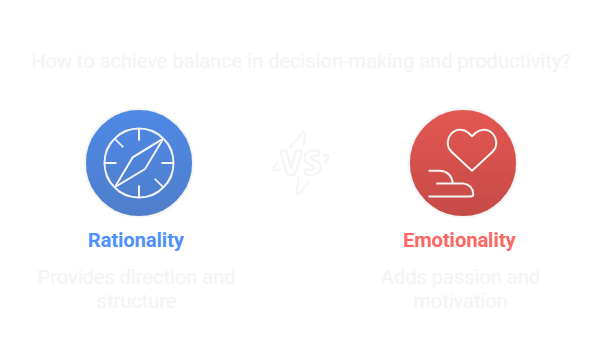 How to achieve balance in decision-making and productivity?
VS
Rationality
Emotionality
Provides direction and
structure
Adds passion and
motivation